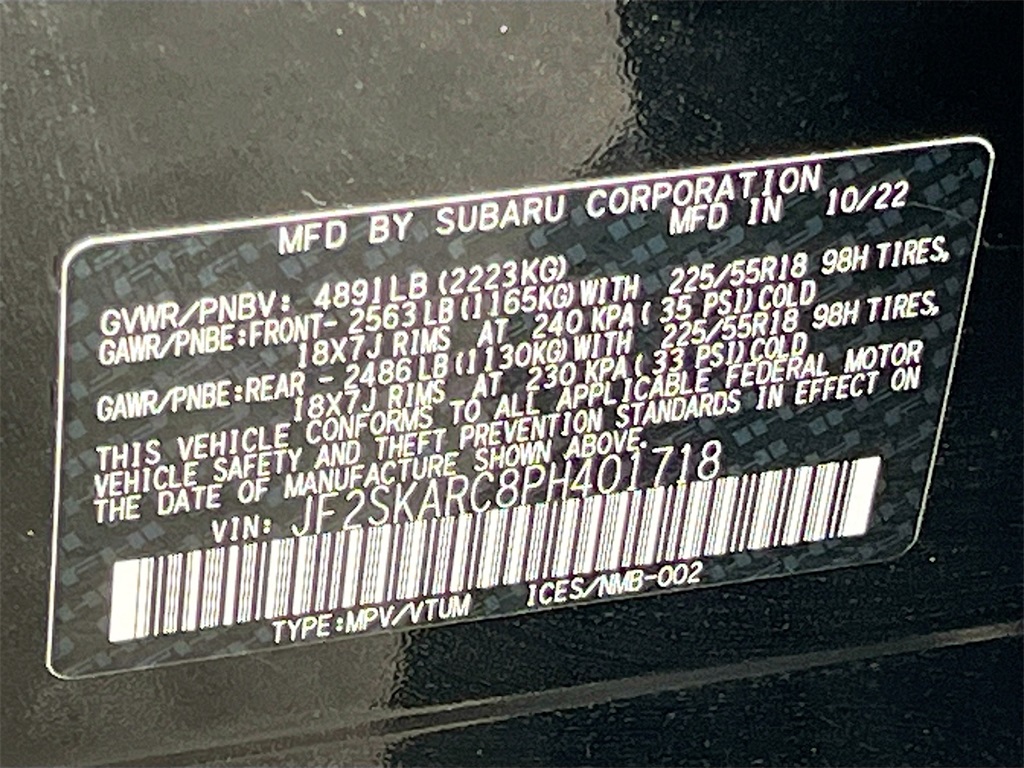 MFD BY SUBARU CORPORATION
MFD IN 10/22
GVWR/PNBV: 4891LB (2223KG)
GAWR/PNBE:FRONT- 2563LB(1165KG)WITH 225/55R18 98H TIRES,
18X7J RIMS AT 240 KPA( 35 PSI)COLD
GAWR/PNBE:REAR - 2486LB(1130KG)WITH 225/55R18 98H TIRES,
18X7J RIMS AT 230 KPA( 33 PSI)COLD
THIS VEHICLE CONFORMS TO ALL APPLICABLE FEDERAL MOTOR
VEHICLE SAFETY AND THEFT PREVENTION STANDARDS IN EFFECT ON
THE DATE OF MANUFACTURE SHOWN ABOVE.
VIN: JF2SKARC8PH401718
TYPE:MPV/VTUM ICES/NMB-002